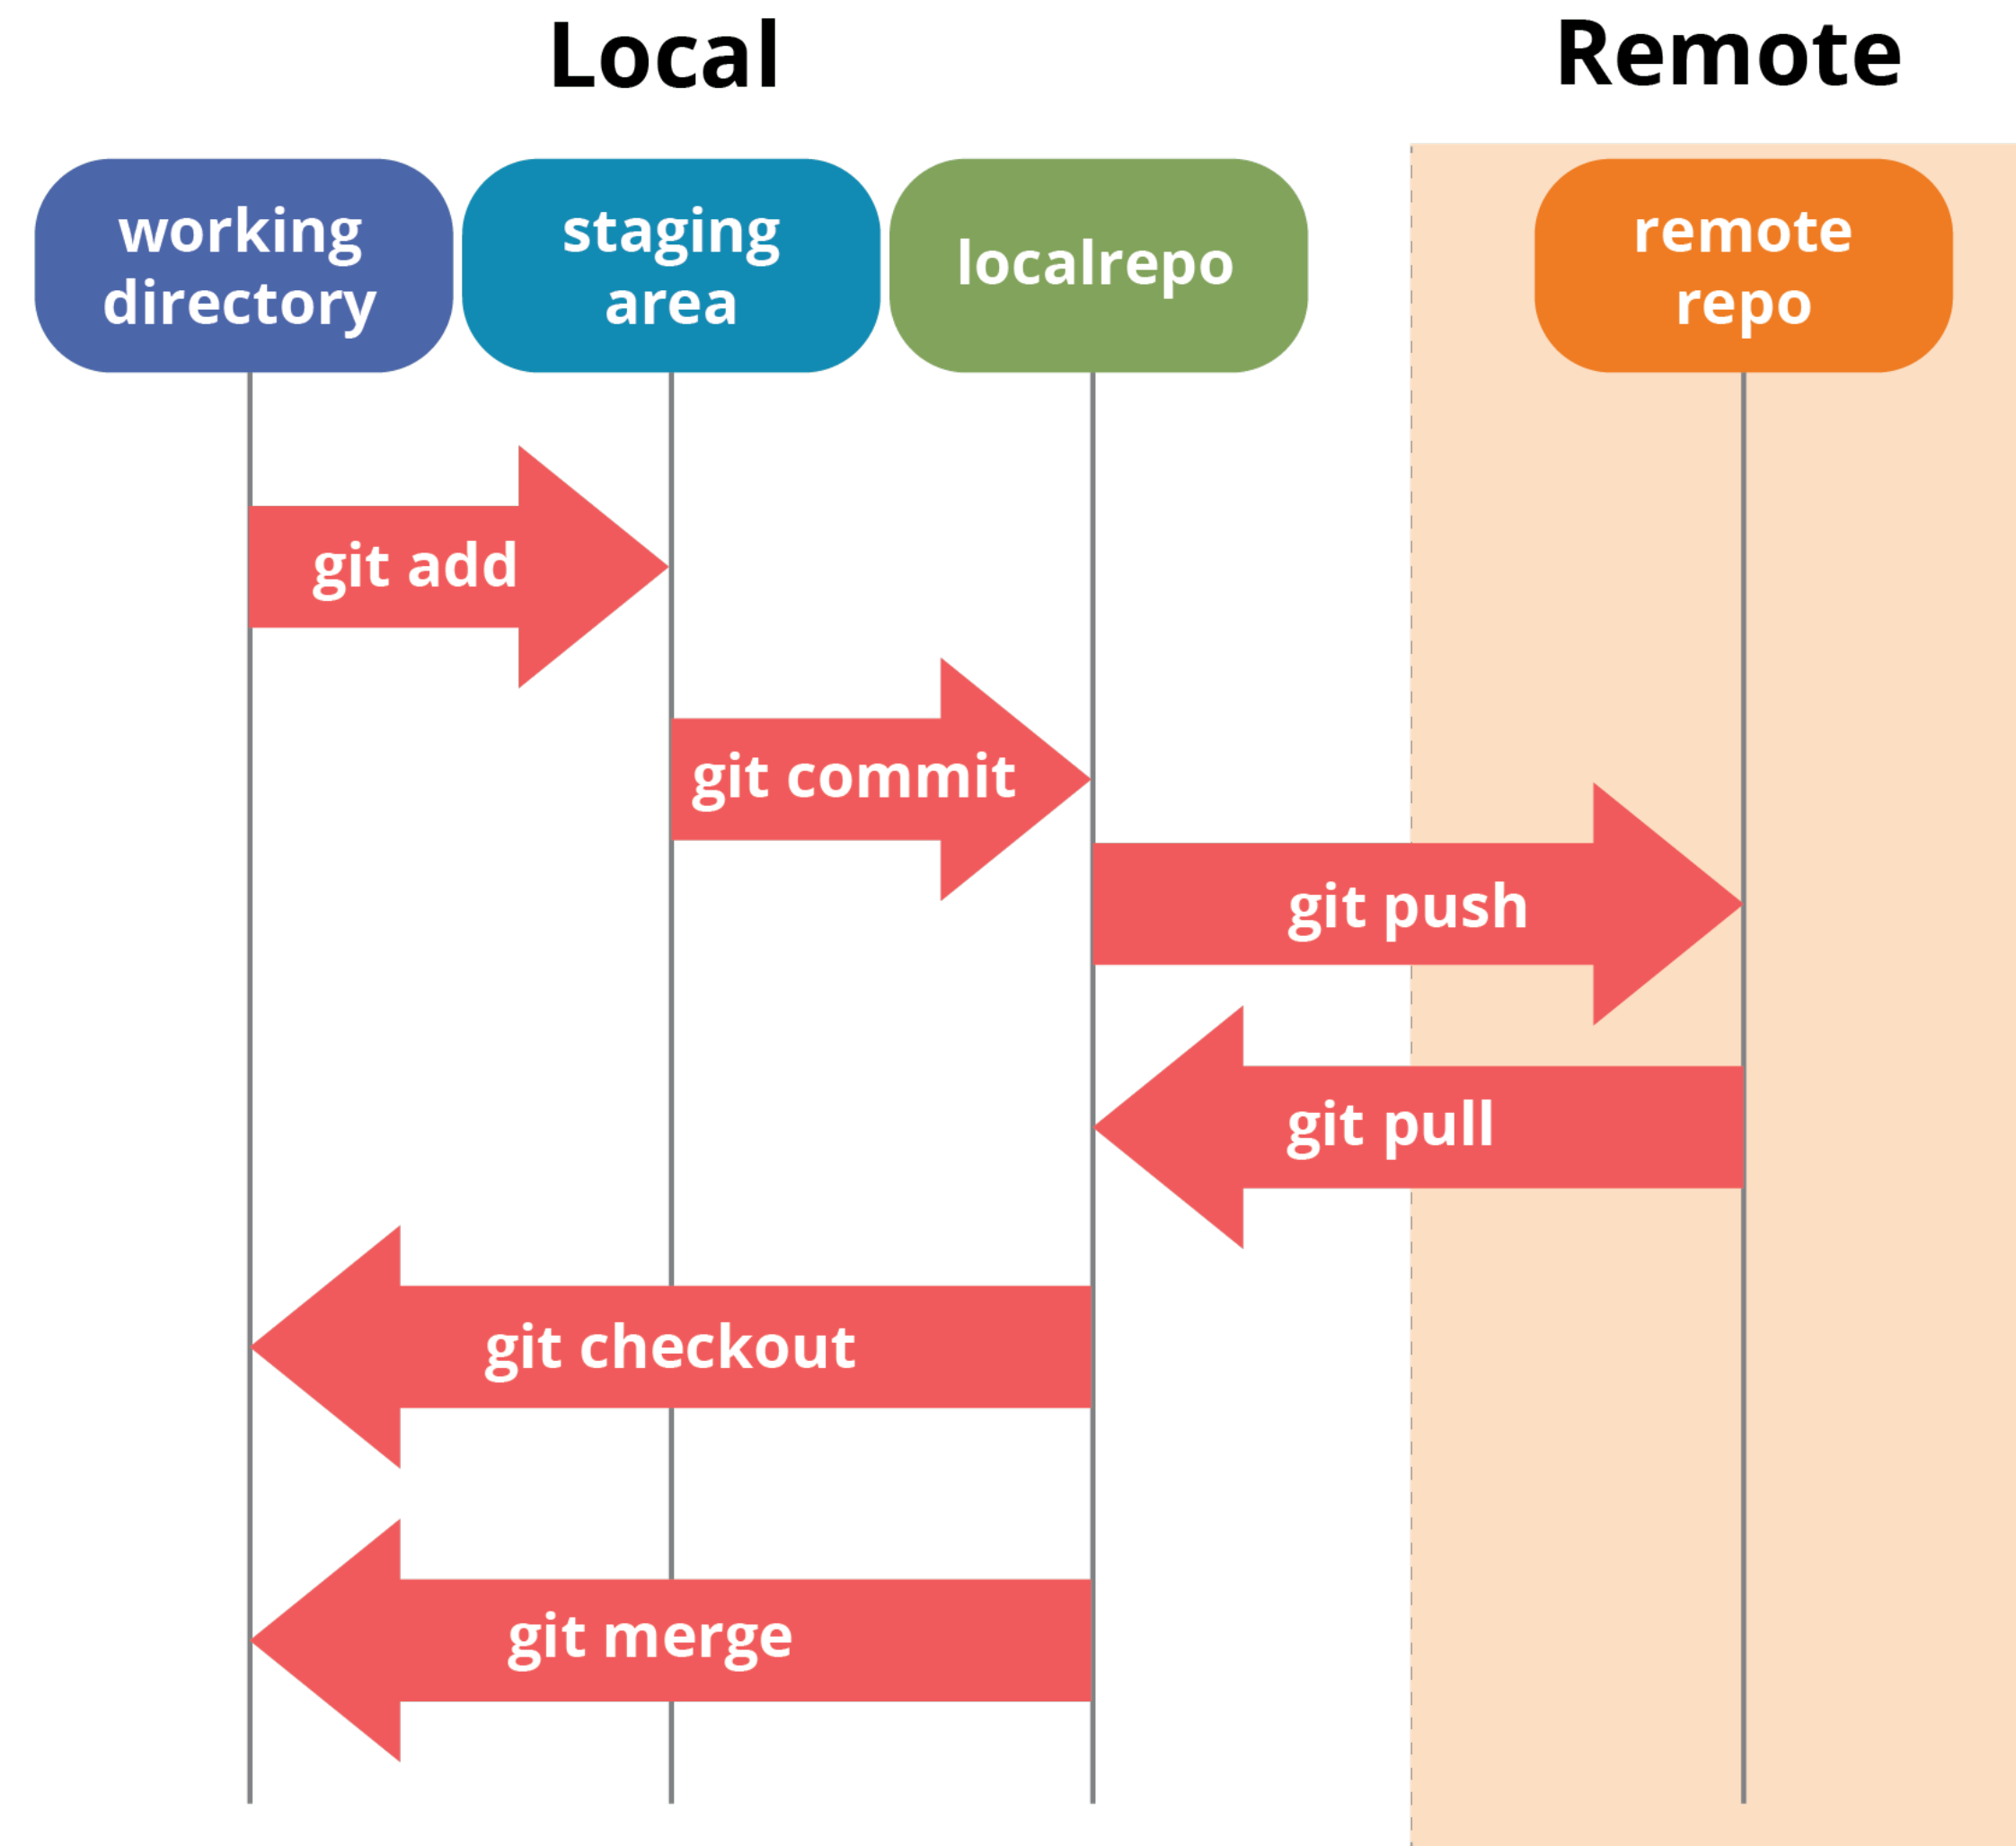 Local
Remote
working
directory
staging
area
localrepo
remote
repo
git add
git commit
git push
git pull
git checkout
git merge